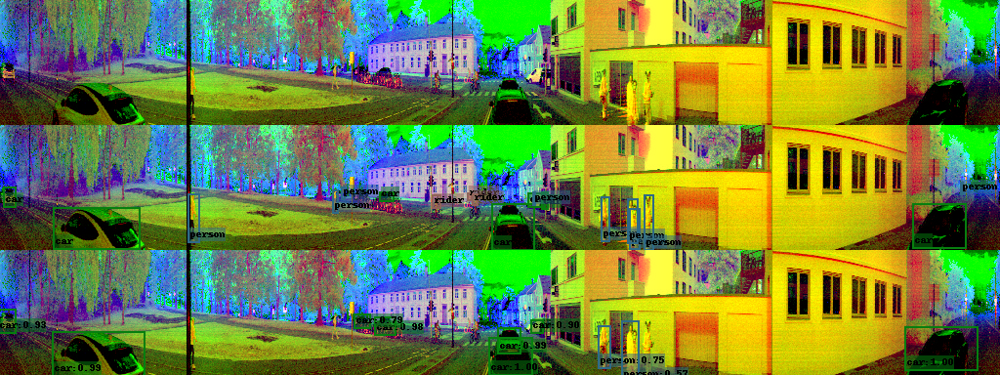 car
car
person
person
person
car
rider
rider
car
person
person
person
person
car
person
car:0.93
car:0.99
car:0.79
car:0.98
car:0.99
car:1.00
car:0.90
person:0.75
person:0.57
car:1.00